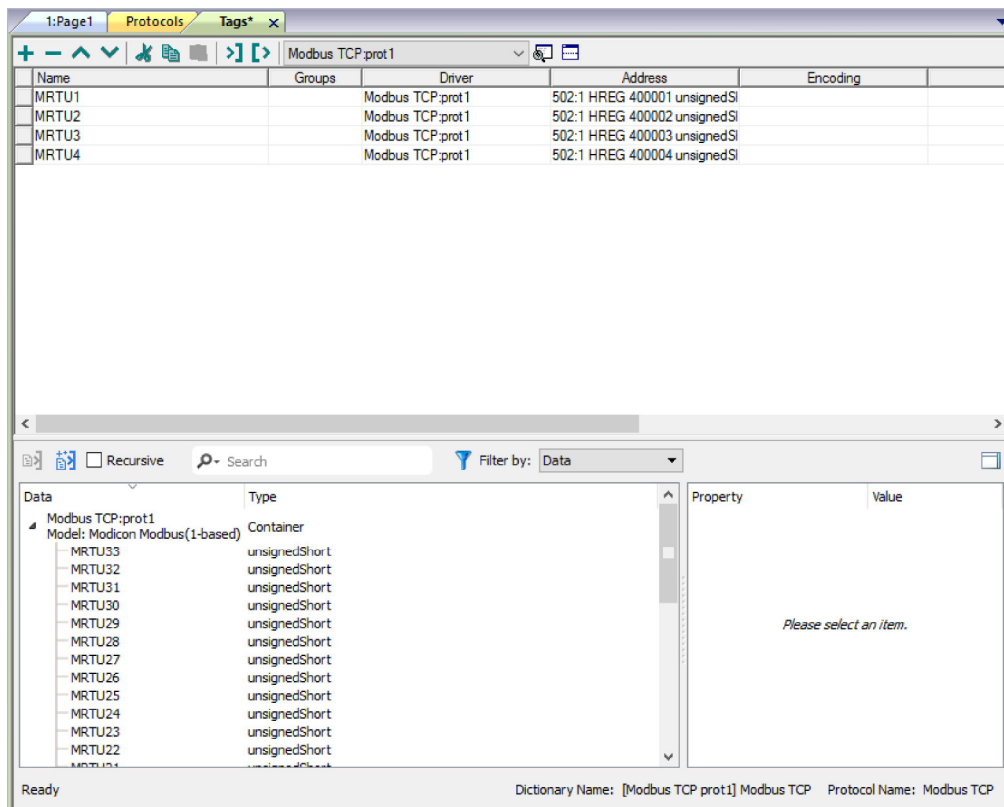 1:Page1 Protocols Tags*
Modbus TCP:prot1
Name Groups Driver Address Encoding
MRTU1 Modbus TCP:prot1 502:1 HREG 400001 unsignedSl
MRTU2 Modbus TCP:prot1 502:1 HREG 400002 unsignedSl
MRTU3 Modbus TCP:prot1 502:1 HREG 400003 unsignedSl
MRTU4 Modbus TCP:prot1 502:1 HREG 400004 unsignedSl
Recursive Search Filter by: Data
Data Type Property Value
Modbus TCP:prot1
Model: Modicon Modbus(1-based) Container
MRTU33 unsignedShort
MRTU32 unsignedShort
MRTU31 unsignedShort
MRTU30 unsignedShort
MRTU29 unsignedShort
Please select an item.
MRTU28 unsignedShort
MRTU27 unsignedShort
MRTU26 unsignedShort
MRTU25 unsignedShort
MRTU24 unsignedShort
MRTU23 unsignedShort
MRTU22 unsignedShort
Ready Dictionary Name: [Modbus TCP prot1] Modbus TCP Protocol Name: Modbus TCP